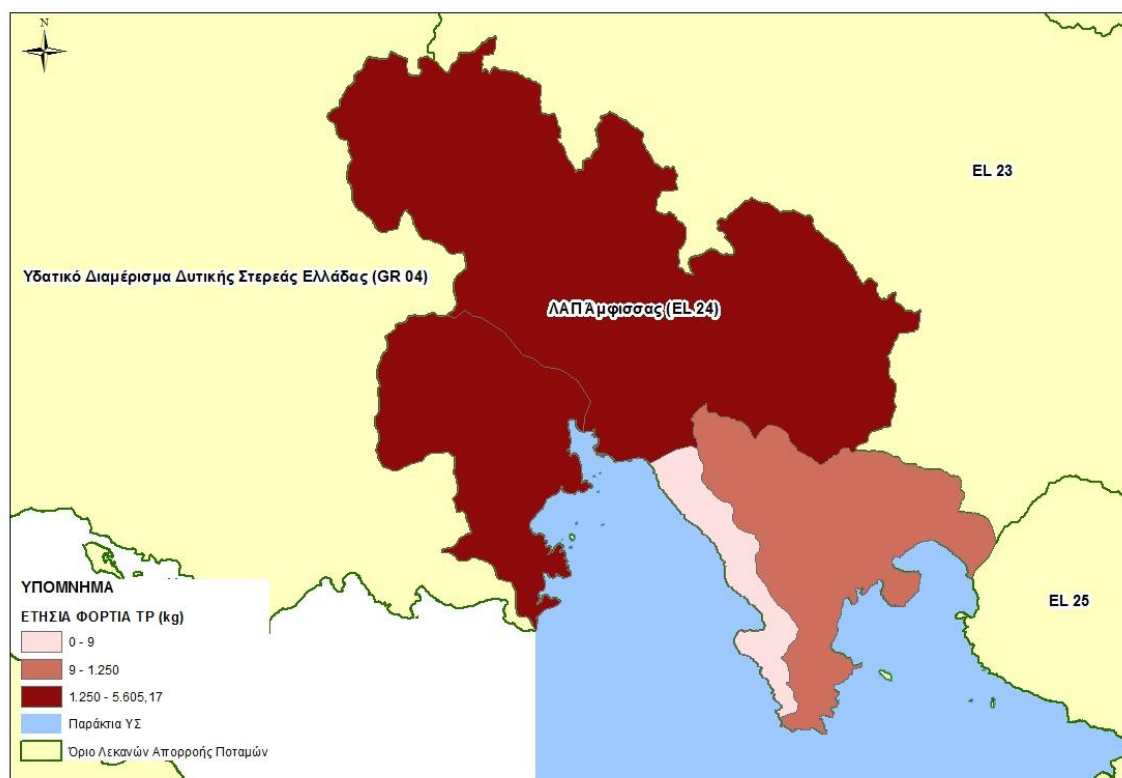 N
EL 23
Υδατικό Διαμέρισμα Δυτικής Στερεάς Ελλάδας (GR 04)
ΛΑΠ Άμφισσας (EL 24)
EL 25
ΥΠΟΜΝΗΜΑ
ΕΤΗΣΙΑ ΦΟΡΤΙΑ TP (kg)
0 - 9
9 - 1.250
1.250 - 5.605,17
Παράκτια ΥΣ
Όριο Λεκανών Απορροής Ποταμών